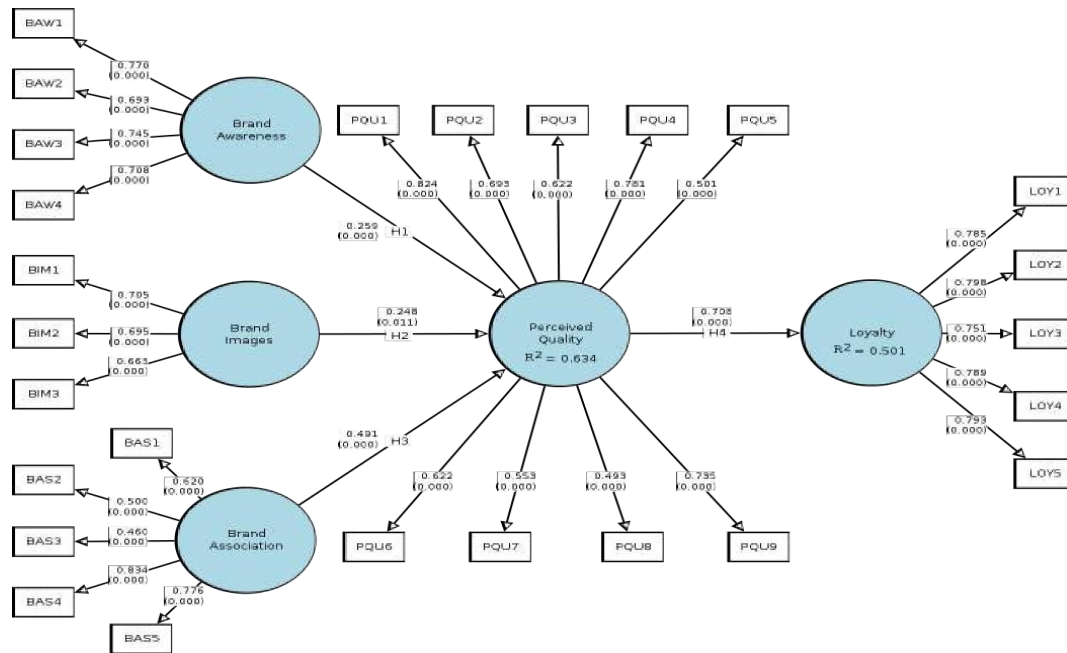 BAW1
0.770
(0.000)
BAW2
0.693
(0.000)
BAW3
0.745
(0.000)
BAW4
0.708
(0.000)
Brand
Awareness
PQU1
PQU2
PQU3
PQU4
PQU5
0.824
(0.000)
0.693
(0.000)
0.622
(0.000)
0.781
(0.000)
0.501
(0.000)
0.259
(0.000)
H1
BIM1
0.705
(0.000)
BIM2
0.695
(0.000)
BIM3
0.663
(0.000)
Brand
Images
0.248
(0.011)
H2
Perceived
Quality
R² = 0.634
0.708
(0.000)
H4
Loyalty
R² = 0.501
LOY1
0.785
(0.000)
LOY2
0.798
(0.000)
LOY3
0.751
(0.000)
LOY4
0.789
(0.000)
LOY5
0.793
(0.000)
0.491
(0.000)
H3
BAS1
0.620
(0.000)
BAS2
0.500
(0.000)
BAS3
0.460
(0.000)
BAS4
0.834
(0.000)
BAS5
0.776
(0.000)
Brand
Association
0.622
(0.000)
0.553
(0.000)
0.493
(0.000)
0.735
(0.000)
PQU6
PQU7
PQU8
PQU9